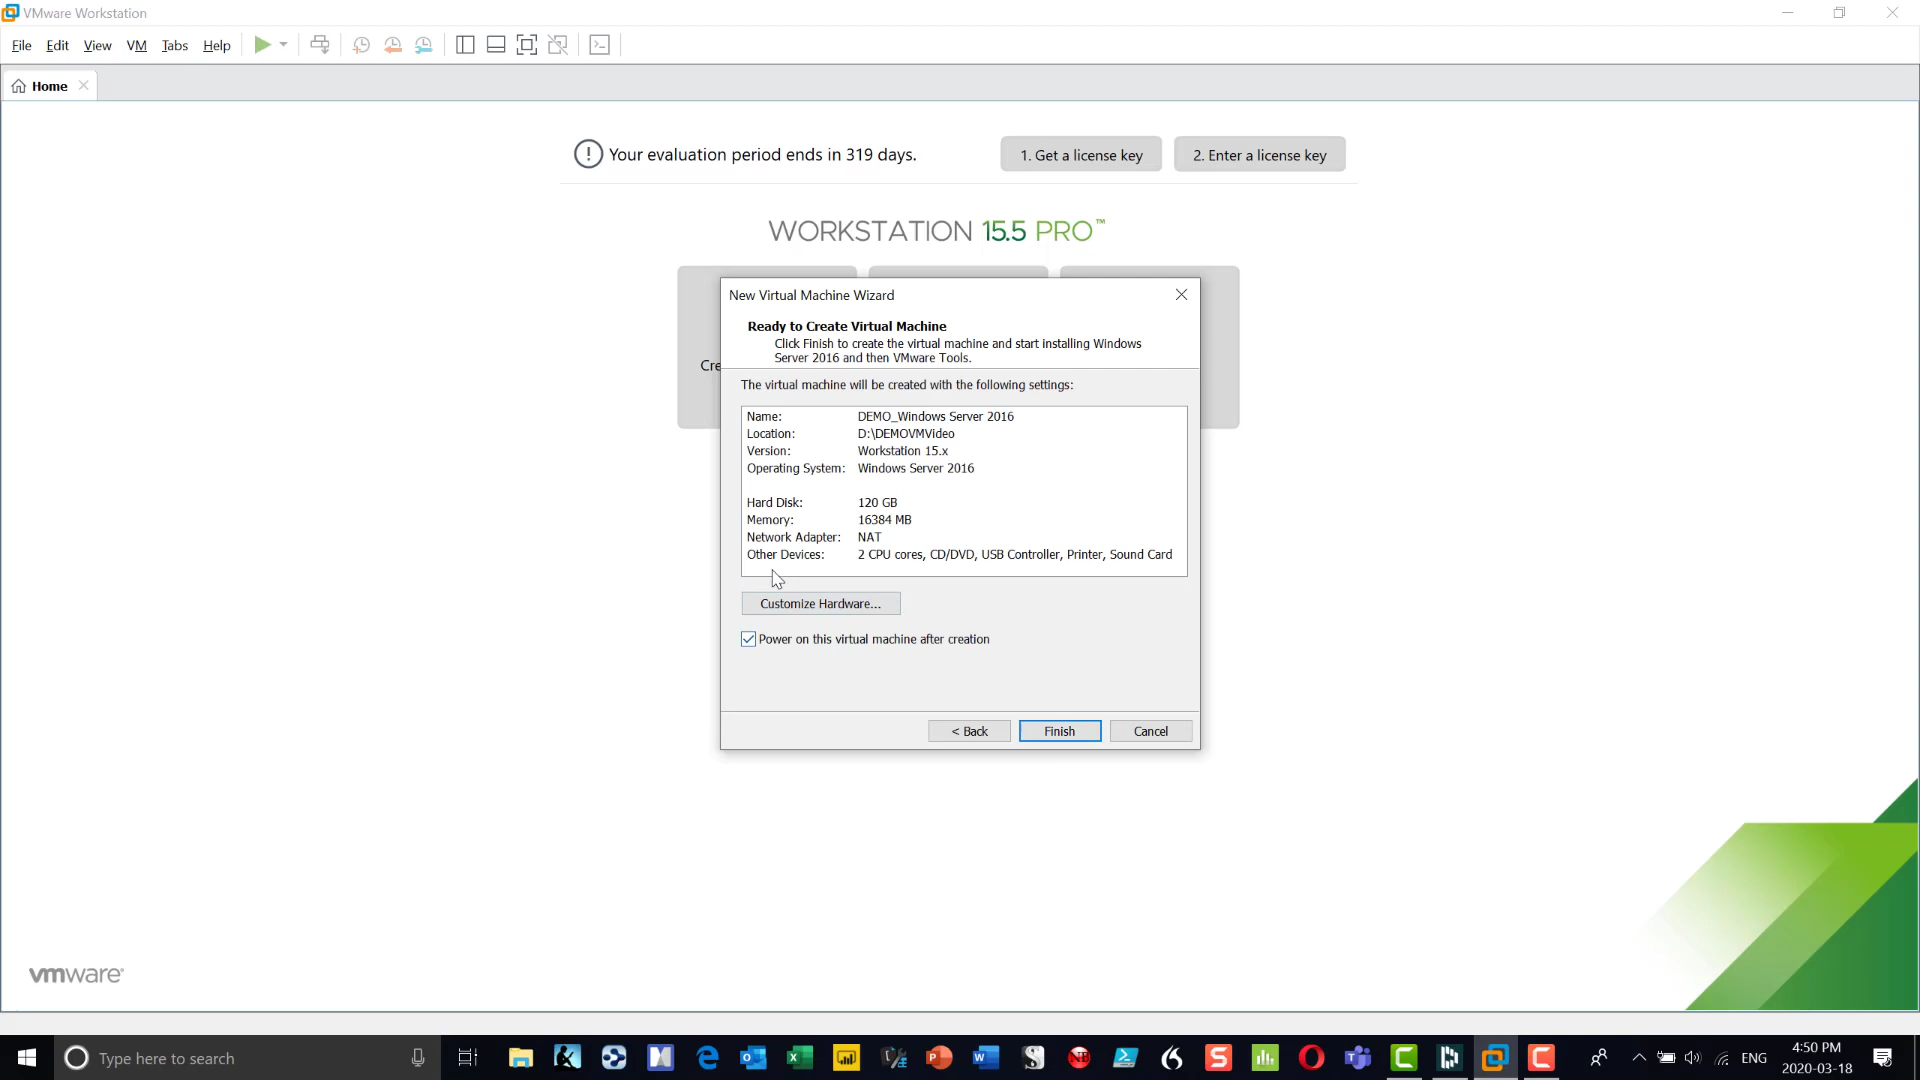 VMware Workstation
File Edit View VM Tabs Help
Home
Your evaluation period ends in 319 days.
1. Get a license key
2. Enter a license key
WORKSTATION 15.5 PRO™
Cre
New Virtual Machine Wizard
Ready to Create Virtual Machine
Click Finish to create the virtual machine and start installing Windows
Server 2016 and then VMware Tools.
The virtual machine will be created with the following settings:
Name: DEMO_Windows Server 2016
Location: D:\DEMOVMVideo
Version: Workstation 15.x
Operating System: Windows Server 2016
Hard Disk: 120 GB
Memory: 16384 MB
Network Adapter: NAT
Other Devices: 2 CPU cores, CD/DVD, USB Controller, Printer, Sound Card
Customize Hardware...
Power on this virtual machine after creation
< Back Finish Cancel
vmware®
Type here to search
ENG
4:50 PM
2020-03-18